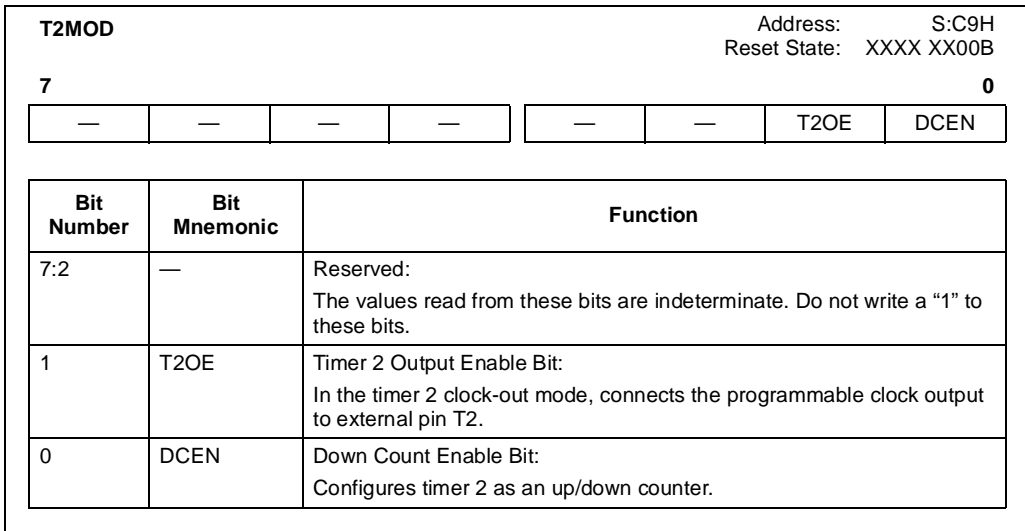 T2MOD Address: S:C9H
Reset State: XXXX XX00B
7 0
— — — — — — T2OE DCEN
Bit Number Bit Mnemonic Function
7:2 — Reserved:
The values read from these bits are indeterminate. Do not write a “1” to
these bits.
1 T2OE Timer 2 Output Enable Bit:
In the timer 2 clock-out mode, connects the programmable clock output
to external pin T2.
0 DCEN Down Count Enable Bit:
Configures timer 2 as an up/down counter.